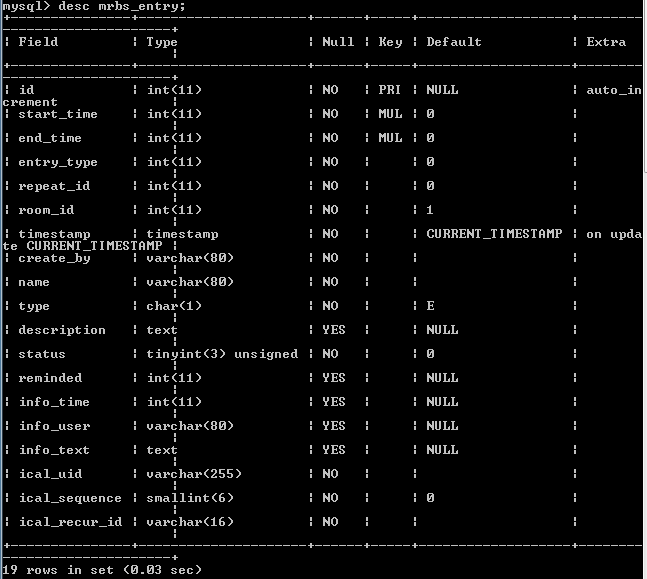 mysql> desc mrbs_entry;
+---------------+---------------------+------+-----+-------------------+--------
---------------------+
| Field         | Type                | Null | Key | Default           | Extra
                     |
+---------------+---------------------+------+-----+-------------------+--------
---------------------+
| id            | int(11)             | NO   | PRI | NULL              | auto_in
crement              |
| start_time    | int(11)             | NO   | MUL | 0                 |
                     |
| end_time      | int(11)             | NO   | MUL | 0                 |
                     |
| entry_type    | int(11)             | NO   |     | 0                 |
                     |
| repeat_id     | int(11)             | NO   |     | 0                 |
                     |
| room_id       | int(11)             | NO   |     | 1                 |
                     |
| timestamp     | timestamp           | NO   |     | CURRENT_TIMESTAMP | on upda
te CURRENT_TIMESTAMP |
| create_by     | varchar(80)         | NO   |     |                   |
                     |
| name          | varchar(80)         | NO   |     |                   |
                     |
| type          | char(1)             | NO   |     | E                 |
                     |
| description   | text                | YES  |     | NULL              |
                     |
| status        | tinyint(3) unsigned | NO   |     | 0                 |
                     |
| reminded      | int(11)             | YES  |     | NULL              |
                     |
| info_time     | int(11)             | YES  |     | NULL              |
                     |
| info_user     | varchar(80)         | YES  |     | NULL              |
                     |
| info_text     | text                | YES  |     | NULL              |
                     |
| ical_uid      | varchar(255)        | NO   |     |                   |
                     |
| ical_sequence | smallint(6)         | NO   |     | 0                 |
                     |
| ical_recur_id | varchar(16)         | NO   |     |                   |
                     |
+---------------+---------------------+------+-----+-------------------+--------
---------------------+
19 rows in set (0.03 sec)